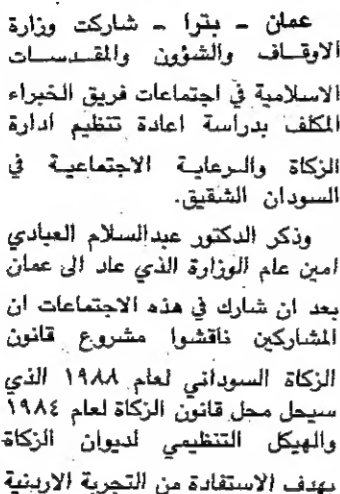 عمان - بترا - شاركت وزارة
الاوقاف والشؤون والمقدسات
الاسلامية في اجتماعات فريق الخبراء
المكلف بدراسة اعادة تنظيم ادارة
الزكاة والرعاية الاجتماعية في
السودان الشقيق.
وذكر الدكتور عبدالسلام العبادي
امين عام الوزارة الذي عاد الى عمان
بعد ان شارك في هذه الاجتماعات ان
المشاركين ناقشوا مشروع قانون
الزكاة السوداني لعام ١٩٨٨ الذي
سيحل محل قانون الزكاة لعام ١٩٨٤
والهيكل التنظيمي لديوان الزكاة
بهدف الاستفادة من التجربة الاردنية